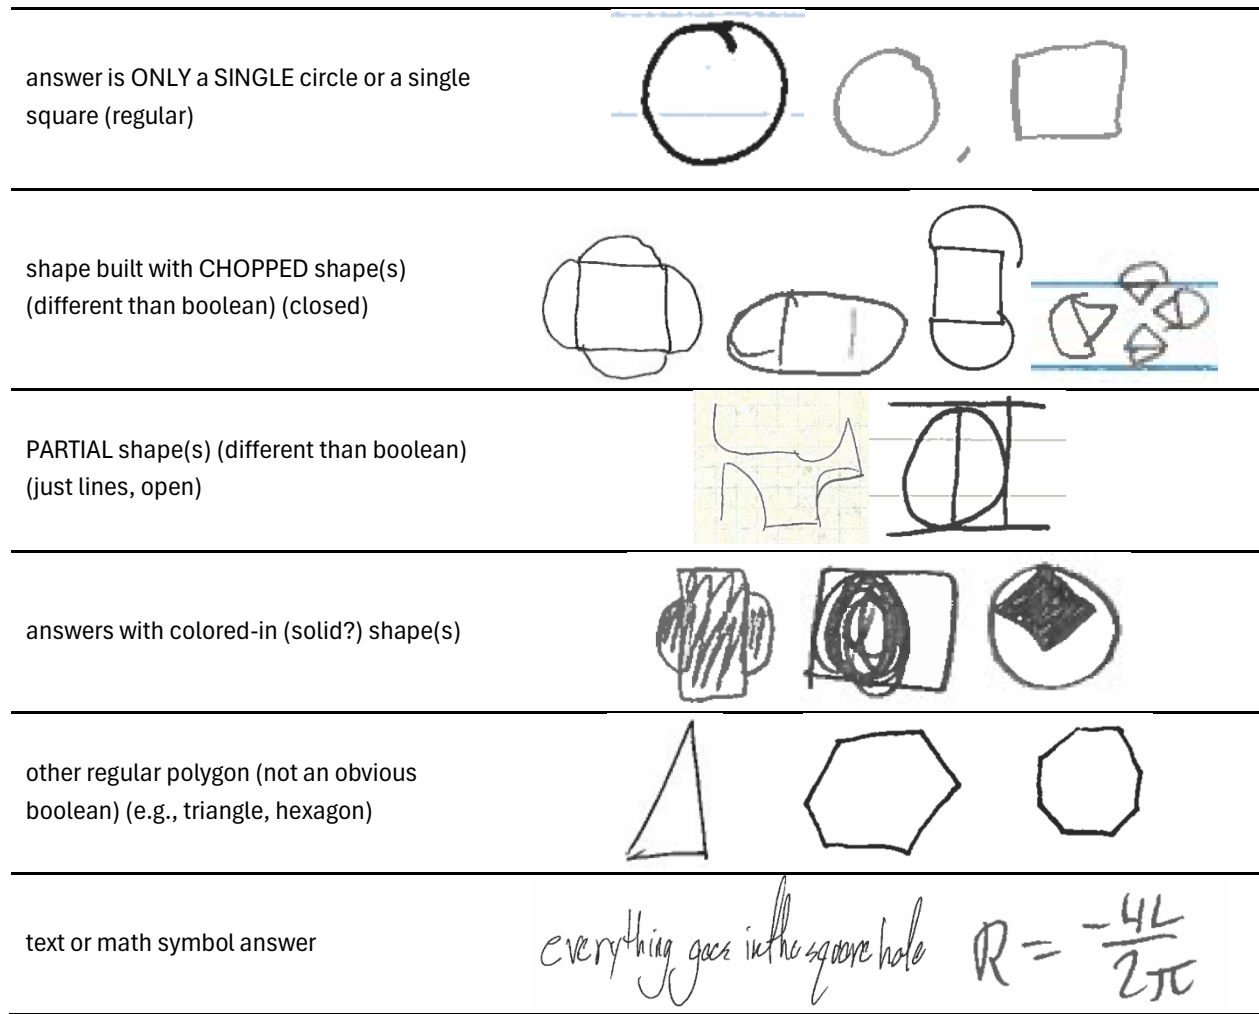 answer is ONLY a SINGLE circle or a single
square (regular)
shape built with CHOPPED shape(s)
(different than boolean) (closed)
PARTIAL shape(s) (different than boolean)
(just lines, open)
answers with colored-in (solid?) shape(s)
other regular polygon (not an obvious
boolean) (e.g., triangle, hexagon)
text or math symbol answer
everything goes in the square hole
R = -4L
2π